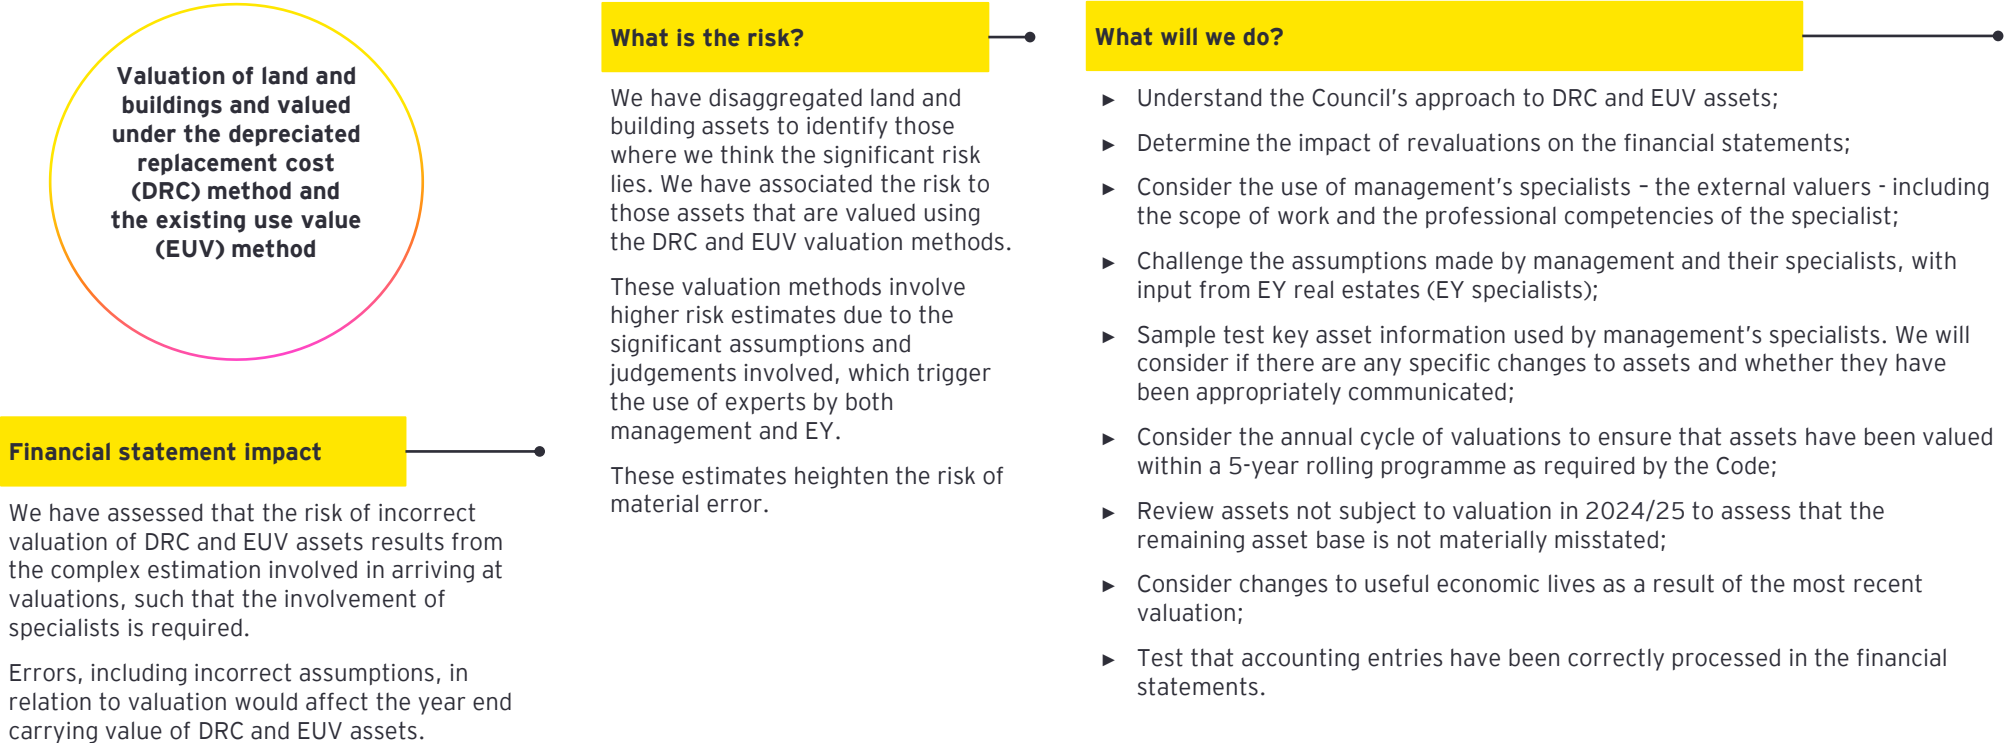 Valuation of land and
buildings and valued
under the depreciated
replacement cost
(DRC) method and
the existing use value
(EUV) method
Financial statement impact
We have assessed that the risk of incorrect
valuation of DRC and EUV assets results from
the complex estimation involved in arriving at
valuations, such that the involvement of
specialists is required.
Errors, including incorrect assumptions, in
relation to valuation would affect the year end
carrying value of DRC and EUV assets.
What is the risk?
We have disaggregated land and
building assets to identify those
where we think the significant risk
lies. We have associated the risk to
those assets that are valued using
the DRC and EUV valuation methods.
These valuation methods involve
higher risk estimates due to the
significant assumptions and
judgements involved, which trigger
the use of experts by both
management and EY.
These estimates heighten the risk of
material error.
What will we do?
► Understand the Council's approach to DRC and EUV assets;
► Determine the impact of revaluations on the financial statements;
► Consider the use of management's specialists – the external valuers - including
the scope of work and the professional competencies of the specialist;
► Challenge the assumptions made by management and their specialists, with
input from EY real estates (EY specialists);
► Sample test key asset information used by management's specialists. We will
consider if there are any specific changes to assets and whether they have
been appropriately communicated;
► Consider the annual cycle of valuations to ensure that assets have been valued
within a 5-year rolling programme as required by the Code;
► Review assets not subject to valuation in 2024/25 to assess that the
remaining asset base is not materially misstated;
► Consider changes to useful economic lives as a result of the most recent
valuation;
► Test that accounting entries have been correctly processed in the financial
statements.